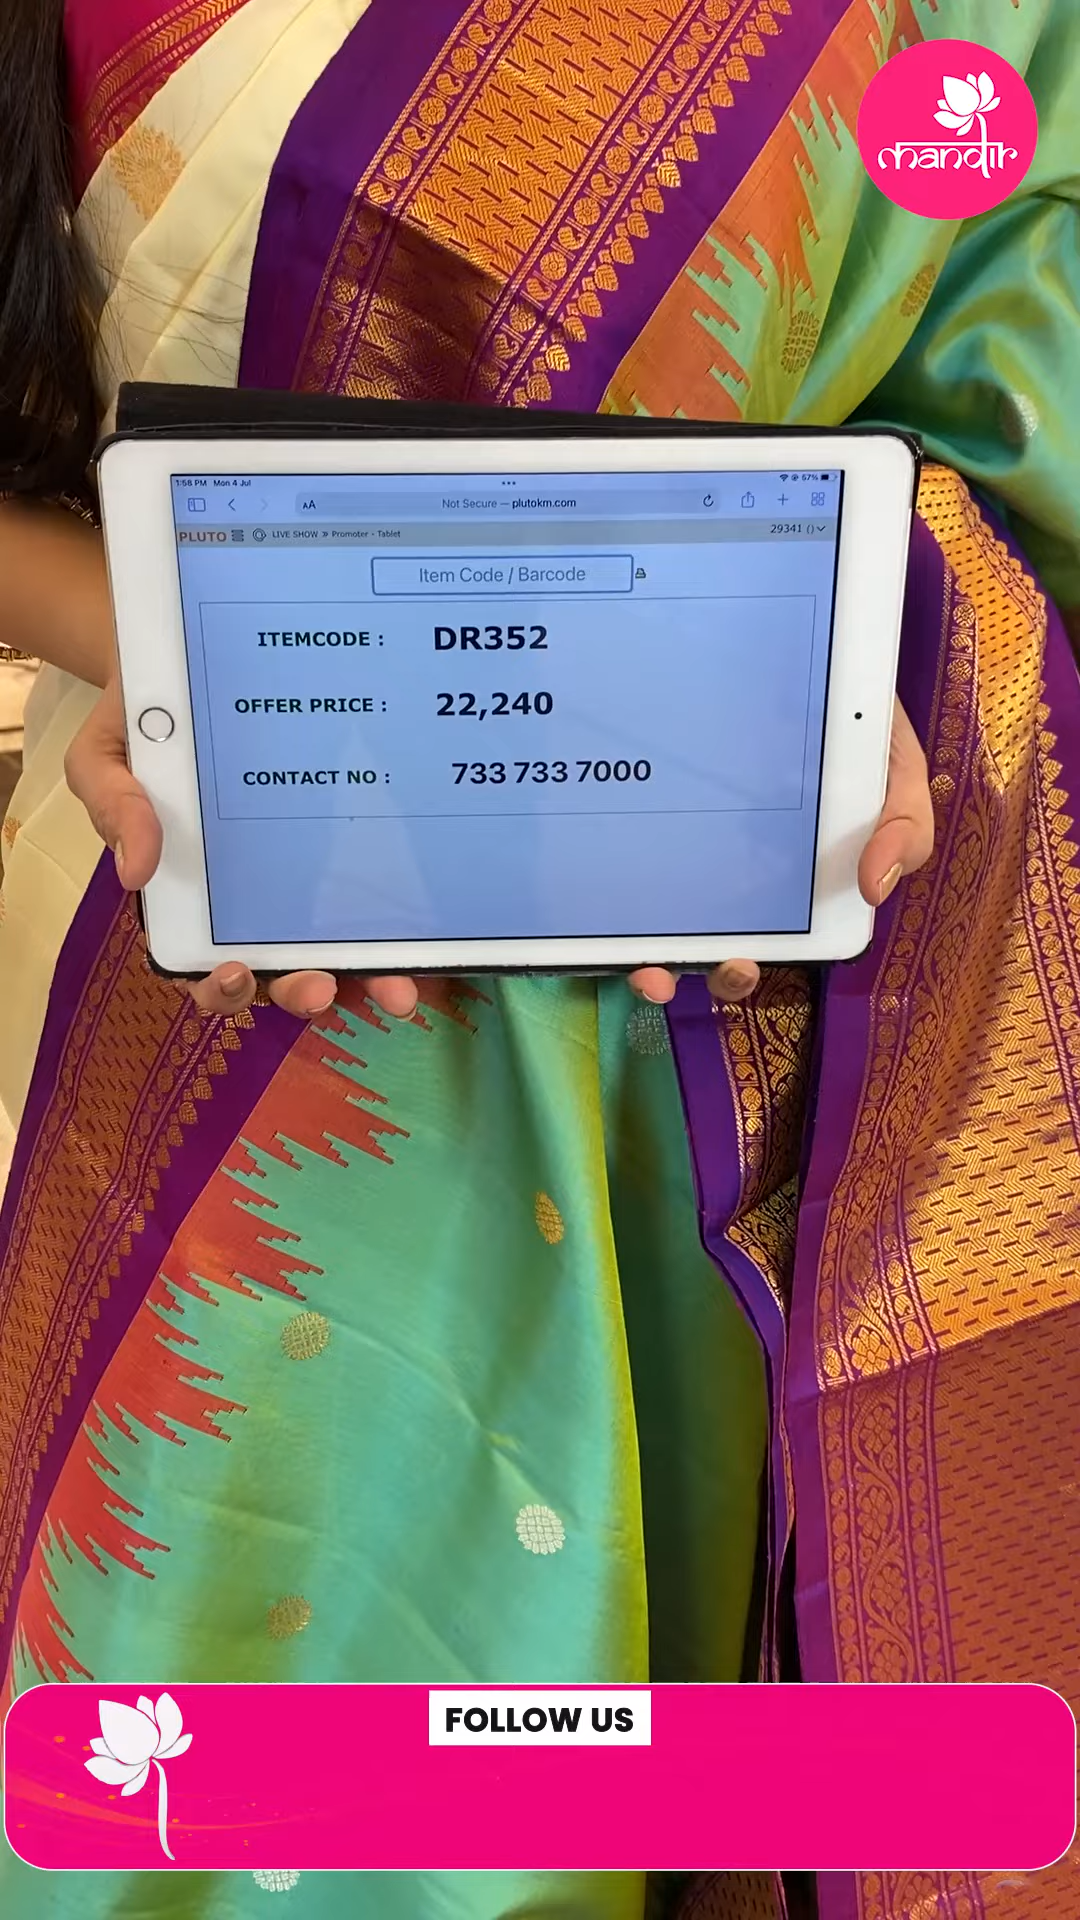 mandir
1:58 PM Mon 4 Jul
57%
AA
Not Secure — plutokm.com
PLUTO
LIVE SHOW » Promoter - Tablet
29341 ()
Item Code / Barcode
ITEMCODE : DR352
OFFER PRICE : 22,240
CONTACT NO : 733 733 7000
FOLLOW US